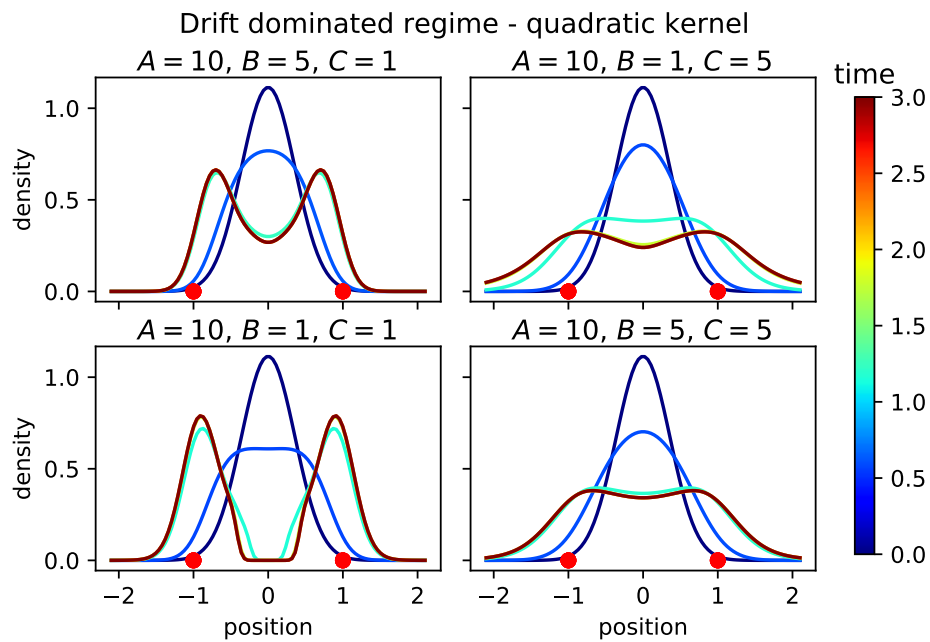 Drift dominated regime - quadratic kernel
A = 10, B = 5, C = 1
A = 10, B = 1, C = 5
time
density
1.0
0.5
0.0
3.0
2.5
2.0
1.5
1.0
0.5
0.0
A = 10, B = 1, C = 1
A = 10, B = 5, C = 5
density
1.0
0.5
0.0
−2 −1 0 1 2
−2 −1 0 1 2
position
position